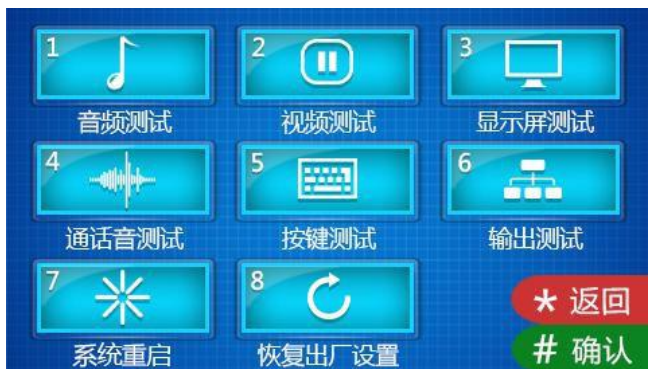 1
2
3
音频测试
视频测试
显示屏测试
4
5
6
通话音测试
按键测试
输出测试
7
8
* 返回
系统重启
恢复出厂设置
# 确认